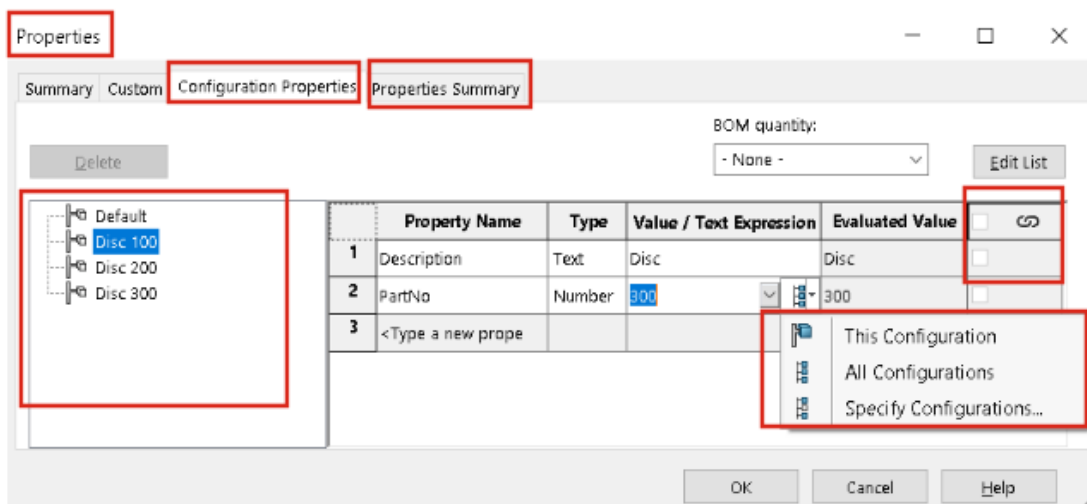 Properties
Summary Custom Configuration Properties Properties Summary
BOM quantity:
Delete - None - Edit List
Default
Disc 100
Disc 200
Disc 300
Property Name Type Value / Text Expression Evaluated Value
1 Description Text Disc Disc
2 PartNo Number 300 300
3 <Type a new prope
This Configuration
All Configurations
Specify Configurations...
OK Cancel Help